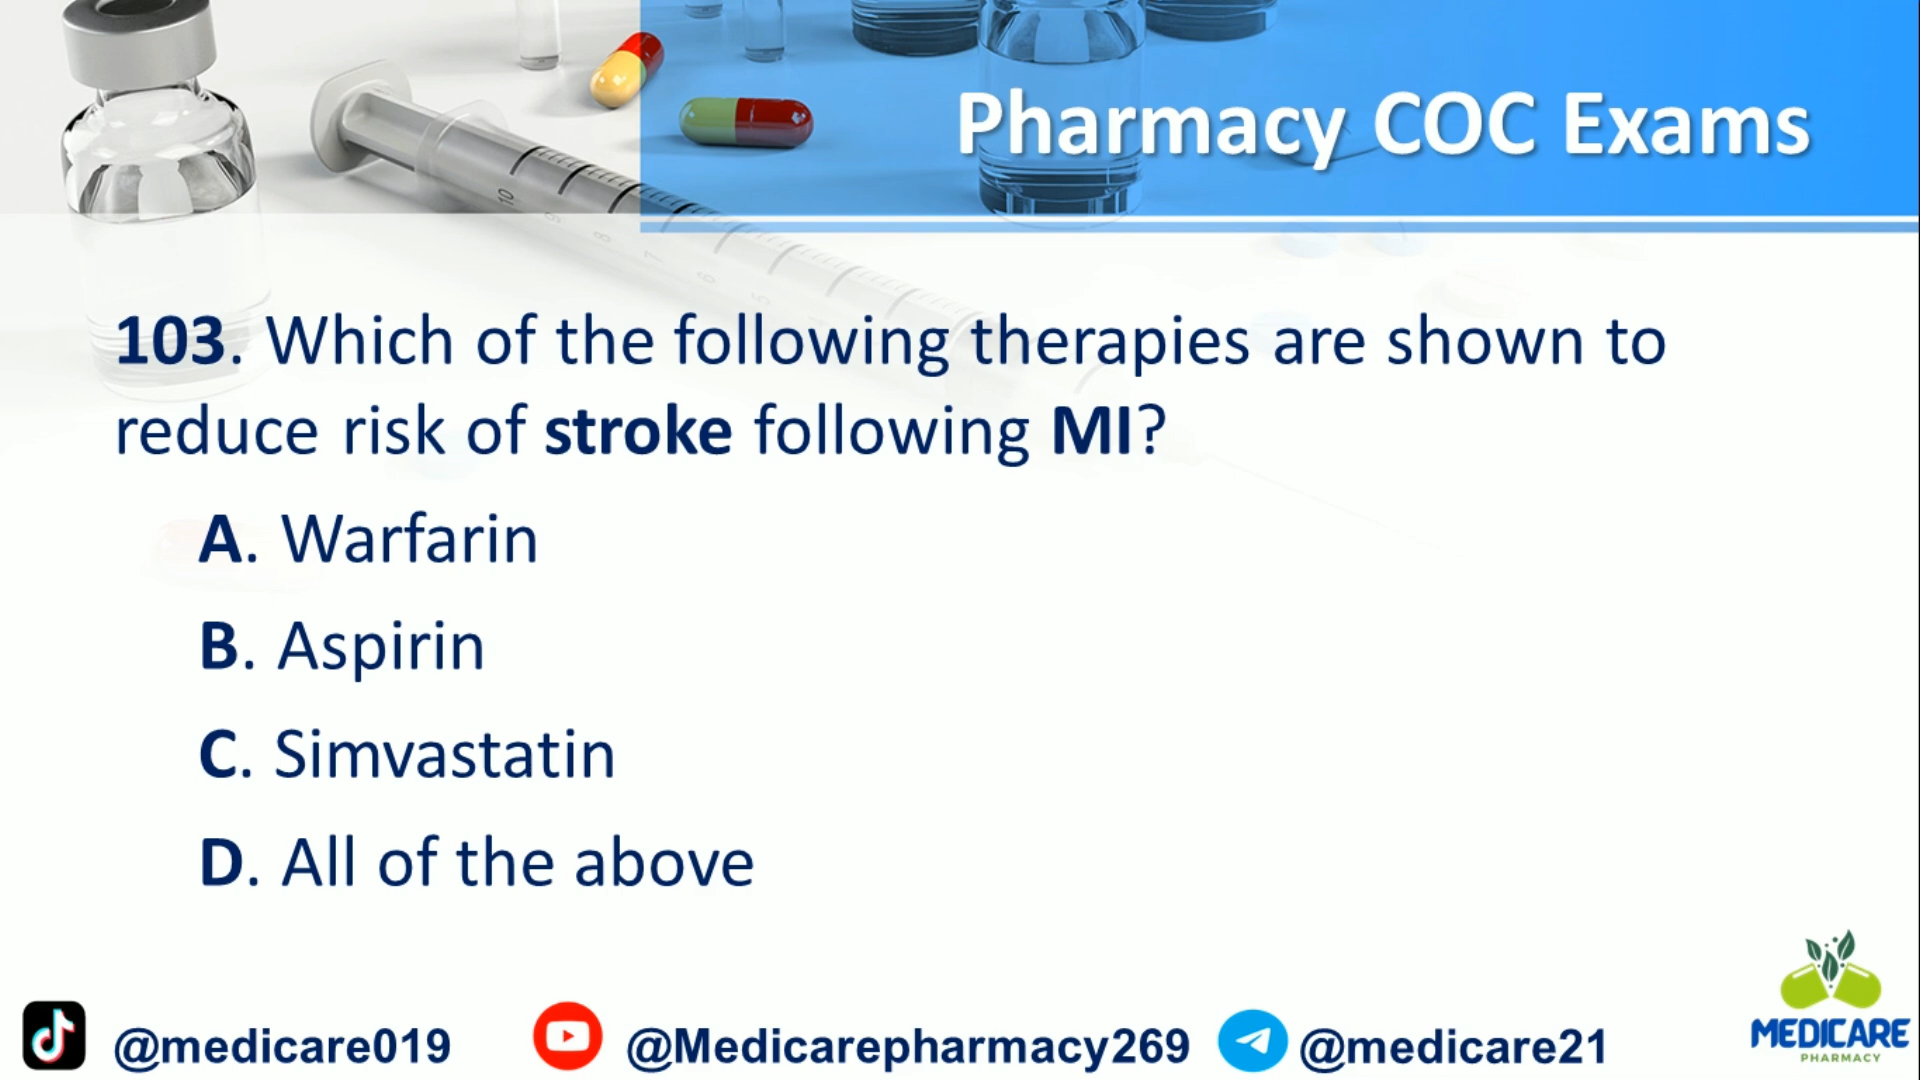 Pharmacy COC Exams
103. Which of the following therapies are shown to
reduce risk of stroke following MI?
A. Warfarin
B. Aspirin
C. Simvastatin
D. All of the above
@medicare019
@Medicarepharmacy269
@medicare21
MEDICARE
PHARMACY